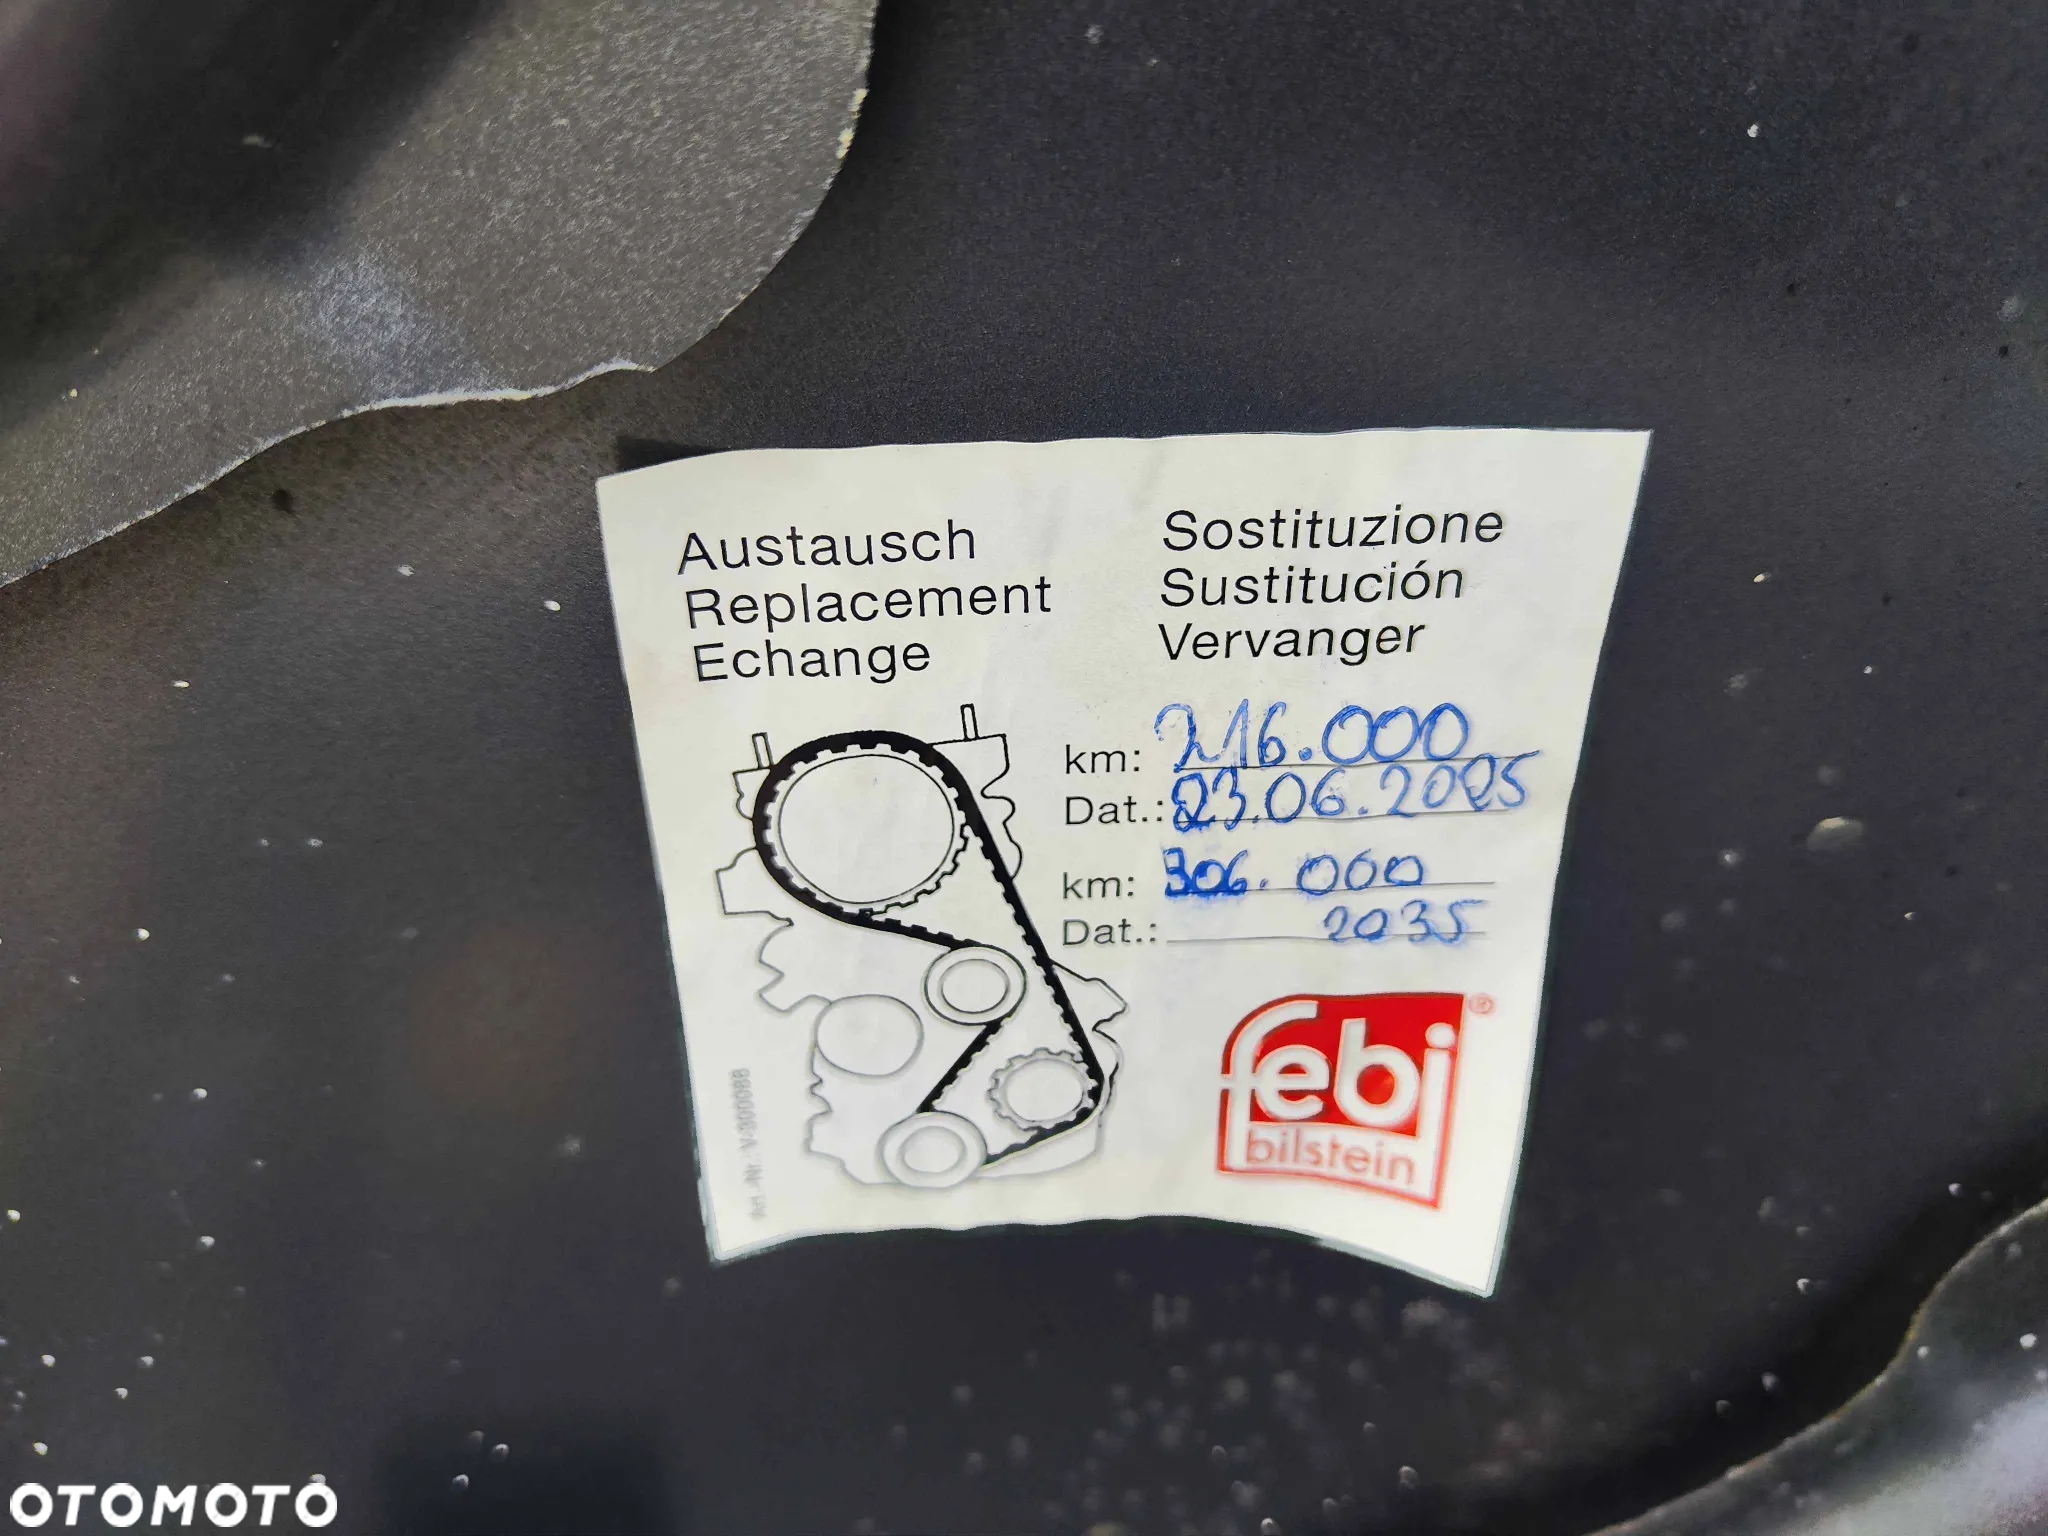 Austausch
Replacement
Echange
Sostituzione
Sustitución
Vervanger
km: 216.000
Dat.: 23.06.2025
km: 306.000
Dat.: 2035
febi®
bilstein
OTOMOTO